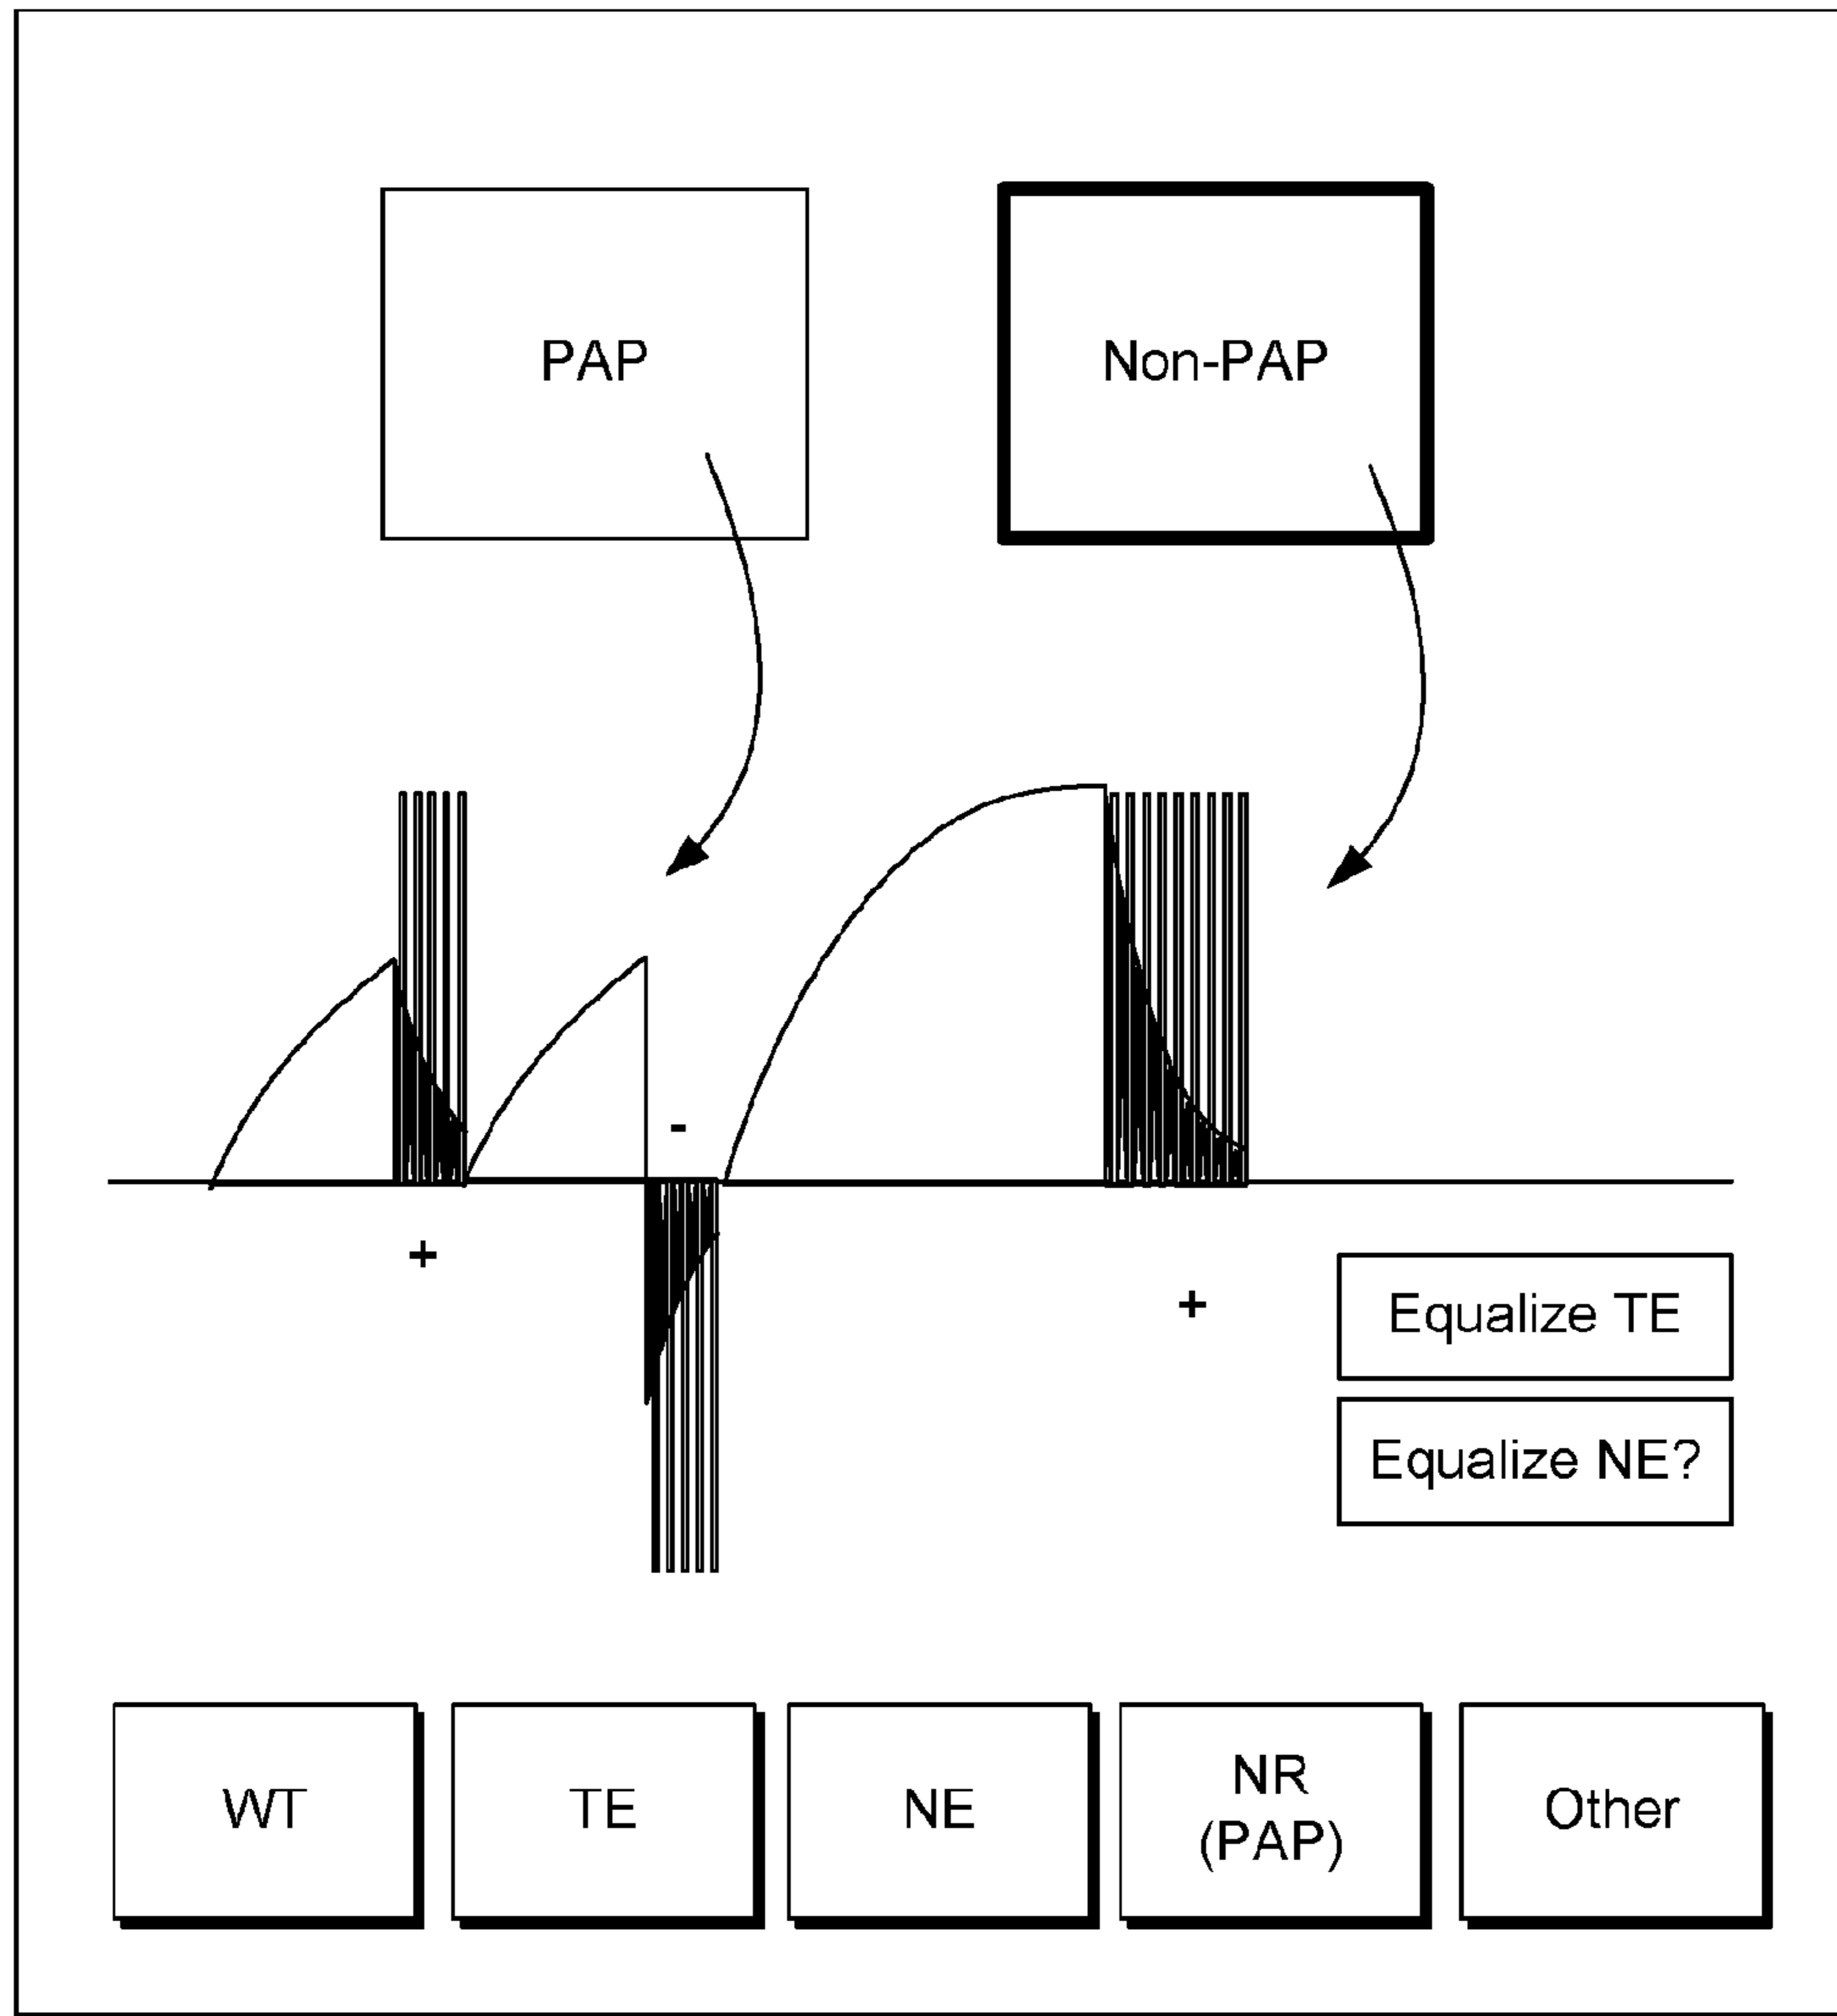 PAP
Non-PAP
-
+
+
Equalize TE
Equalize NE?
WT
TE
NE
NR
(PAP)
Other